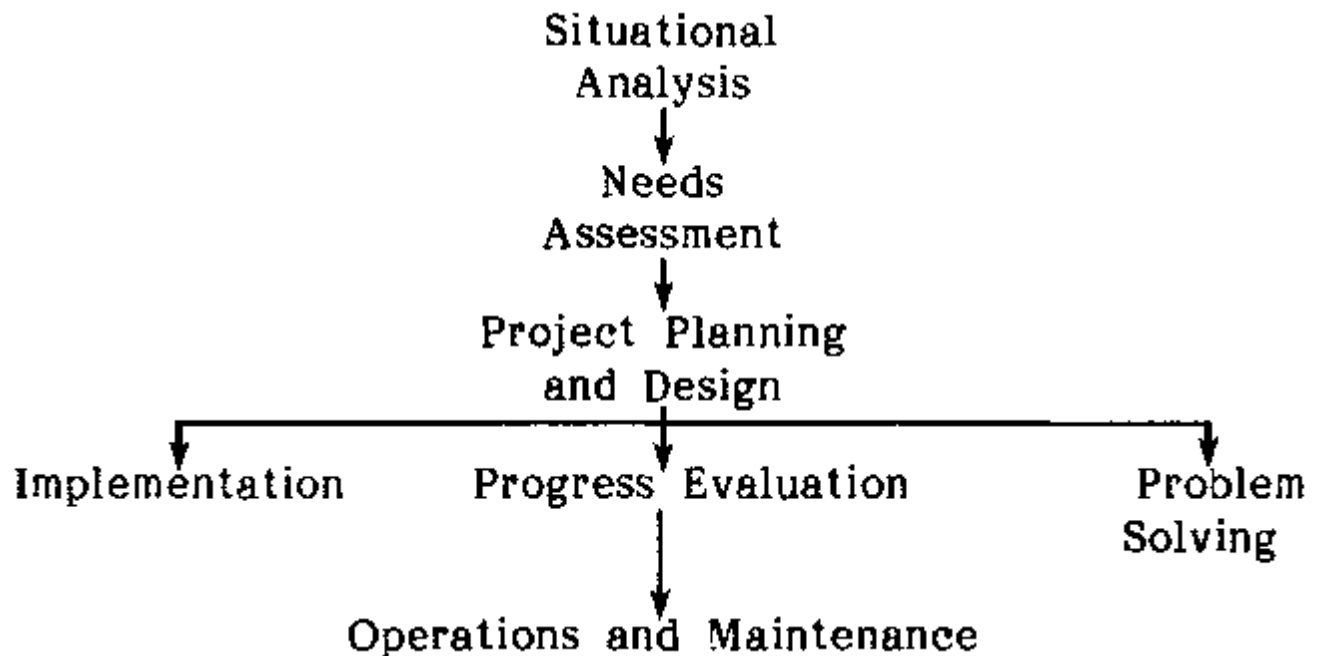 Situational
Analysis
Needs
Assessment
Project Planning
and Design
Implementation
Progress Evaluation
Problem
Solving
Operations and Maintenance